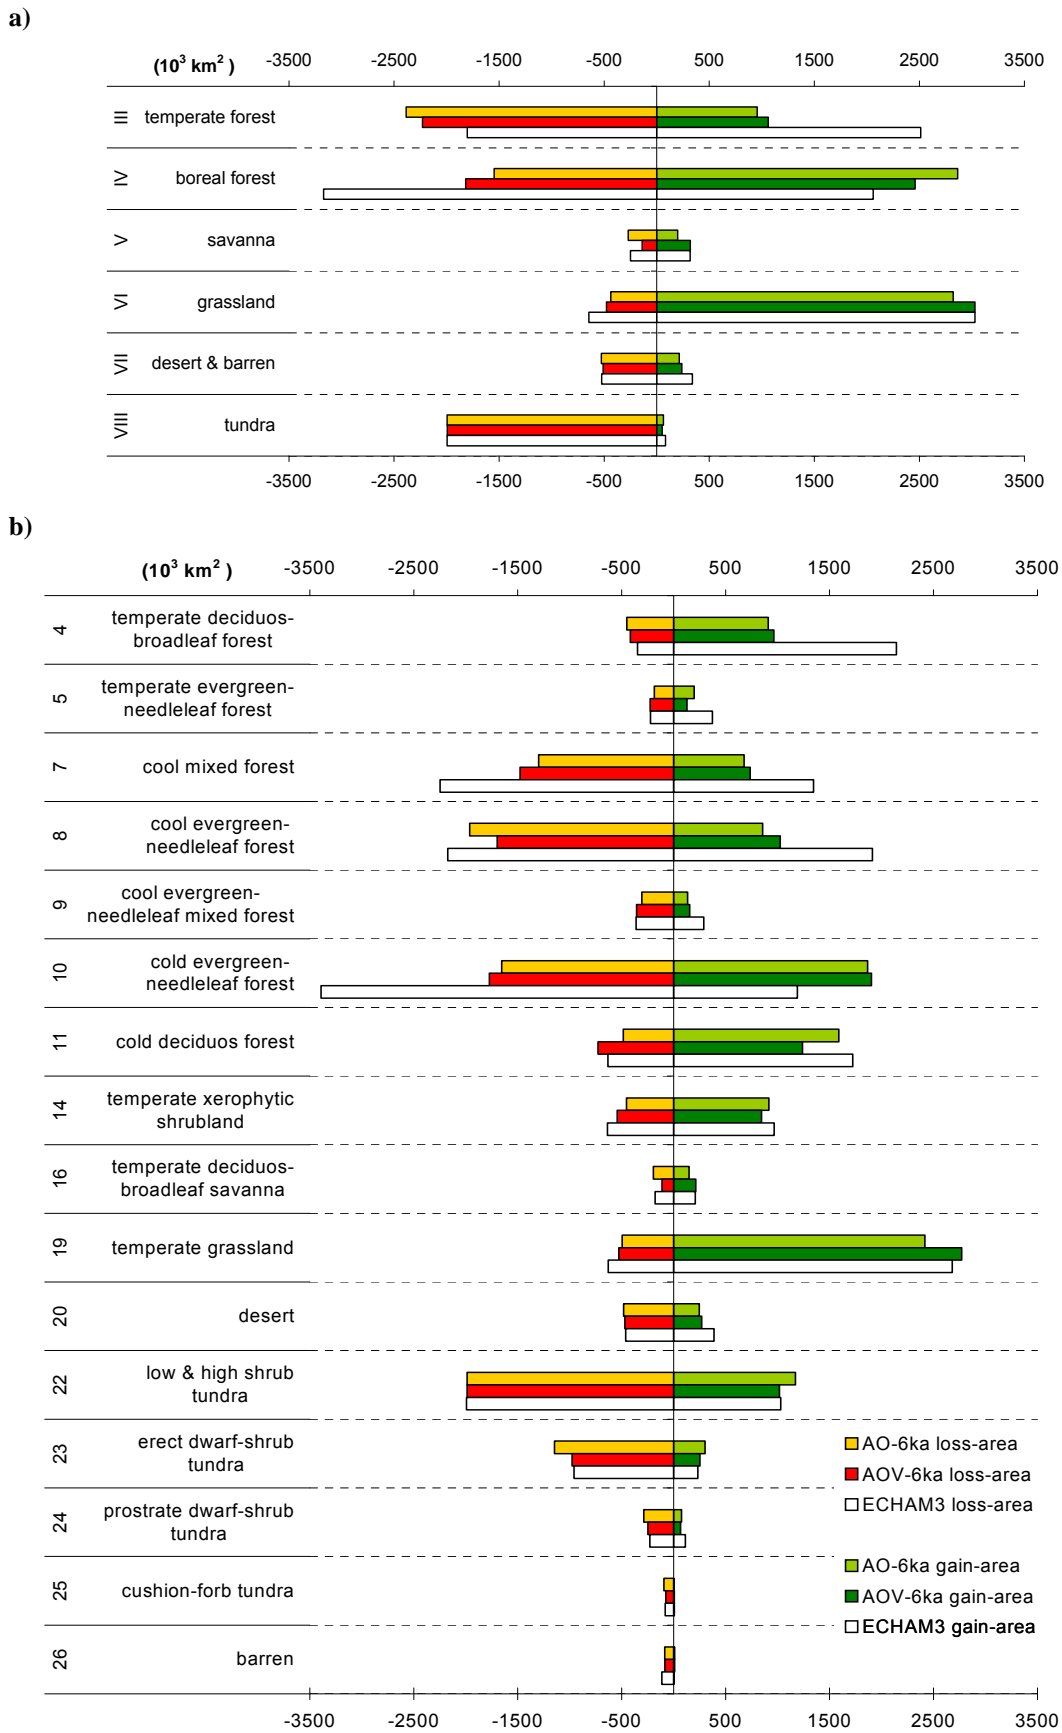 a)
(10³ km²) -3500 -2500 -1500 -500 500 1500 2500 3500
III temperate forest
IV boreal forest
V savanna
VI grassland
VII desert & barren
VIII tundra
-3500 -2500 -1500 -500 500 1500 2500 3500
b)
(10³ km²) -3500 -2500 -1500 -500 500 1500 2500 3500
4 temperate deciduos-
broadleaf forest
5 temperate evergreen-
needleleaf forest
7 cool mixed forest
8 cool evergreen-
needleleaf forest
9 cool evergreen-
needleleaf mixed forest
10 cold evergreen-
needleleaf forest
11 cold deciduos forest
14 temperate xerophytic
shrubland
16 temperate deciduos-
broadleaf savanna
19 temperate grassland
20 desert
22 low & high shrub
tundra
23 erect dwarf-shrub
tundra
24 prostrate dwarf-shrub
tundra
25 cushion-forb tundra
26 barren
AO-6ka loss-area
AOV-6ka loss-area
ECHAM3 loss-area
AO-6ka gain-area
AOV-6ka gain-area
ECHAM3 gain-area
-3500 -2500 -1500 -500 500 1500 2500 3500